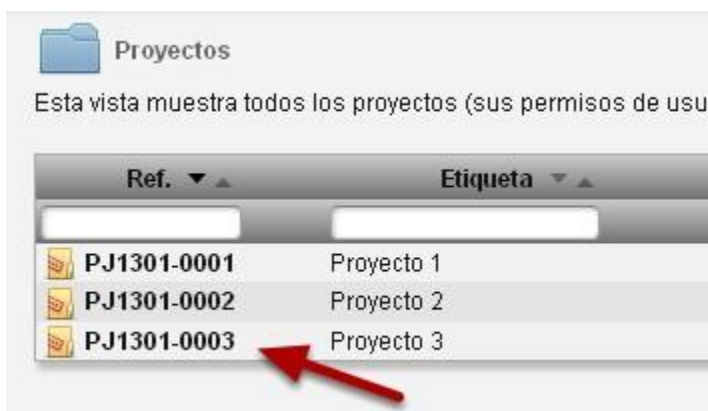 Proyectos
Esta vista muestra todos los proyectos (sus permisos de usu
Ref. Etiqueta
PJ1301-0001 Proyecto 1
PJ1301-0002 Proyecto 2
PJ1301-0003 Proyecto 3